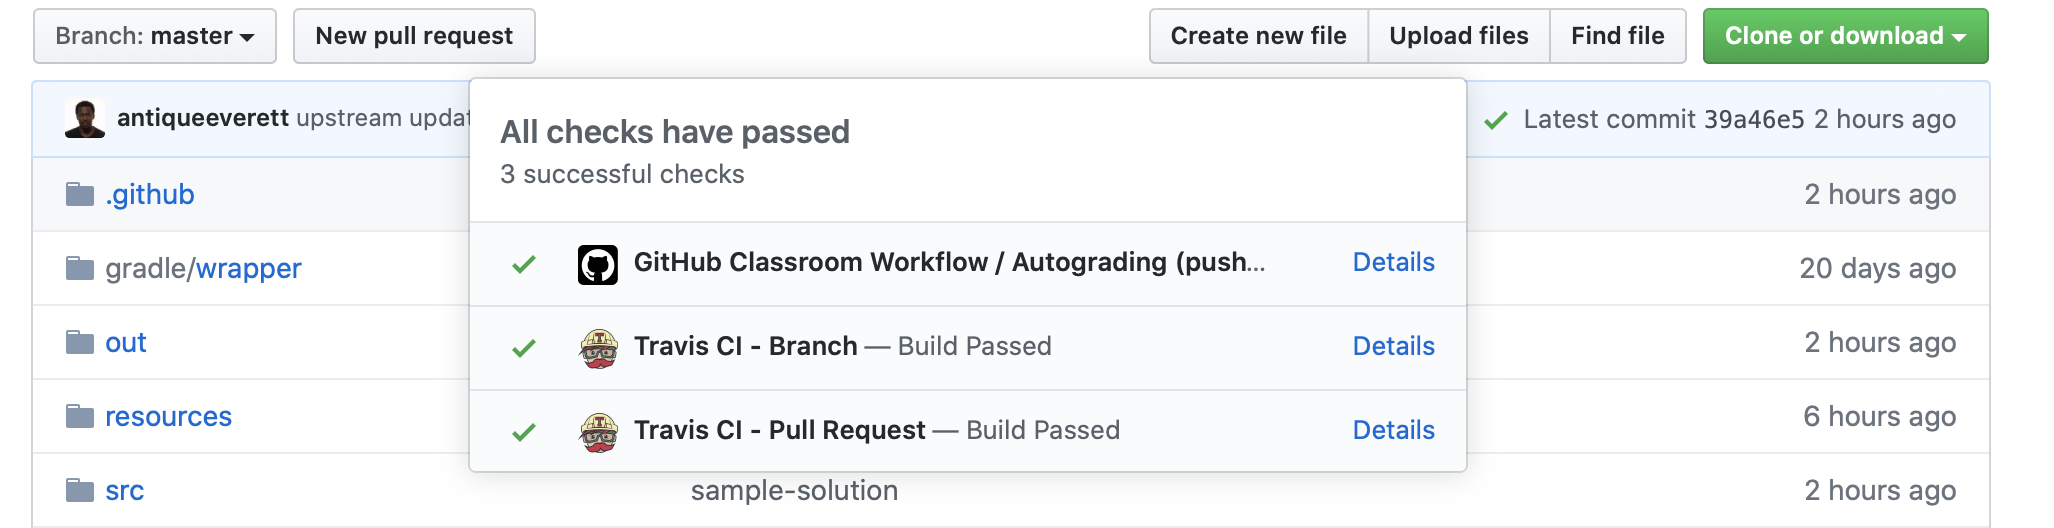 Branch: master
New pull request
Create new file
Upload files
Find file
Clone or download
antiqueeverett upstream updat
Latest commit 39a46e5 2 hours ago
All checks have passed
3 successful checks
GitHub Classroom Workflow / Autograding (push...
Details
Travis CI - Branch — Build Passed
Details
Travis CI - Pull Request — Build Passed
Details
.github
2 hours ago
gradle/wrapper
20 days ago
out
2 hours ago
resources
6 hours ago
src
sample-solution
2 hours ago